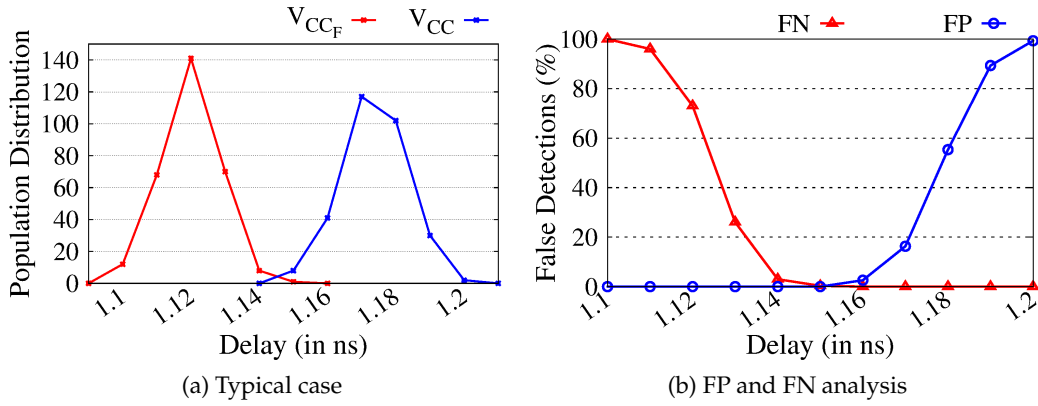 V_CC_F V_CC
Population Distribution
140
120
100
80
60
40
20
0
1.1 1.12 1.14 1.16 1.18 1.2
Delay (in ns)
(a) Typical case
FN FP
False Detections (%)
100
80
60
40
20
0
1.1 1.12 1.14 1.16 1.18 1.2
Delay (in ns)
(b) FP and FN analysis